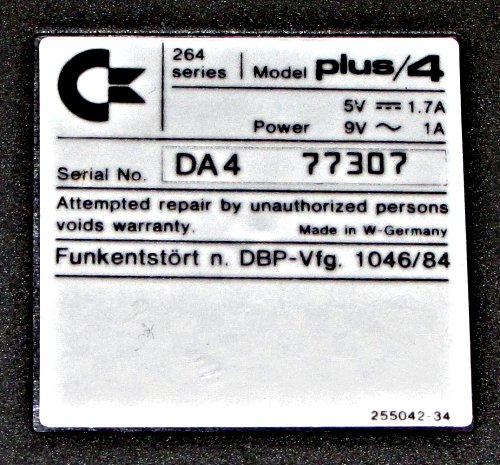 264
series | Model plus/4
5V ⎓ 1.7A
Power 9V ~ 1A
Serial No. DA4 77307
Attempted repair by unauthorized persons
voids warranty. Made in W-Germany
Funkentstört n. DBP-Vfg. 1046/84
255042-34